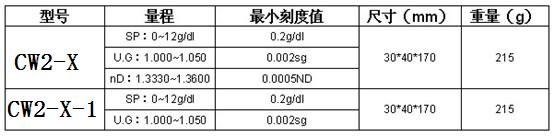 型号 量程 最小刻度值 尺寸（mm） 重量（g）
SP：0~12g/dl 0.2g/dl
CW2-X U.G：1.000~1.050 0.002sg 30*40*170 215
nD：1.3330~1.3600 0.0005ND
CW2-X-1 SP：0~12g/dl 0.2g/dl 30*40*170 215
U.G：1.000~1.050 0.002sg